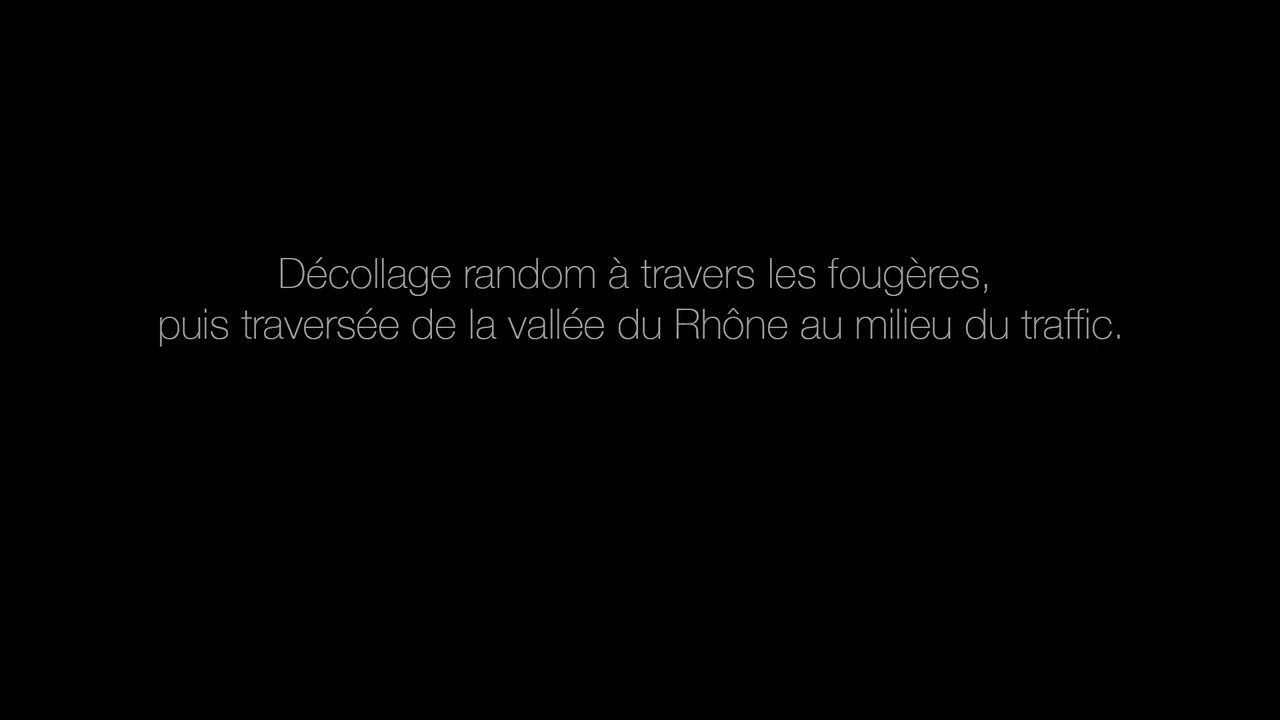 Décollage random à travers les fougères,
puis traversée de la vallée du Rhône au milieu du traffic.